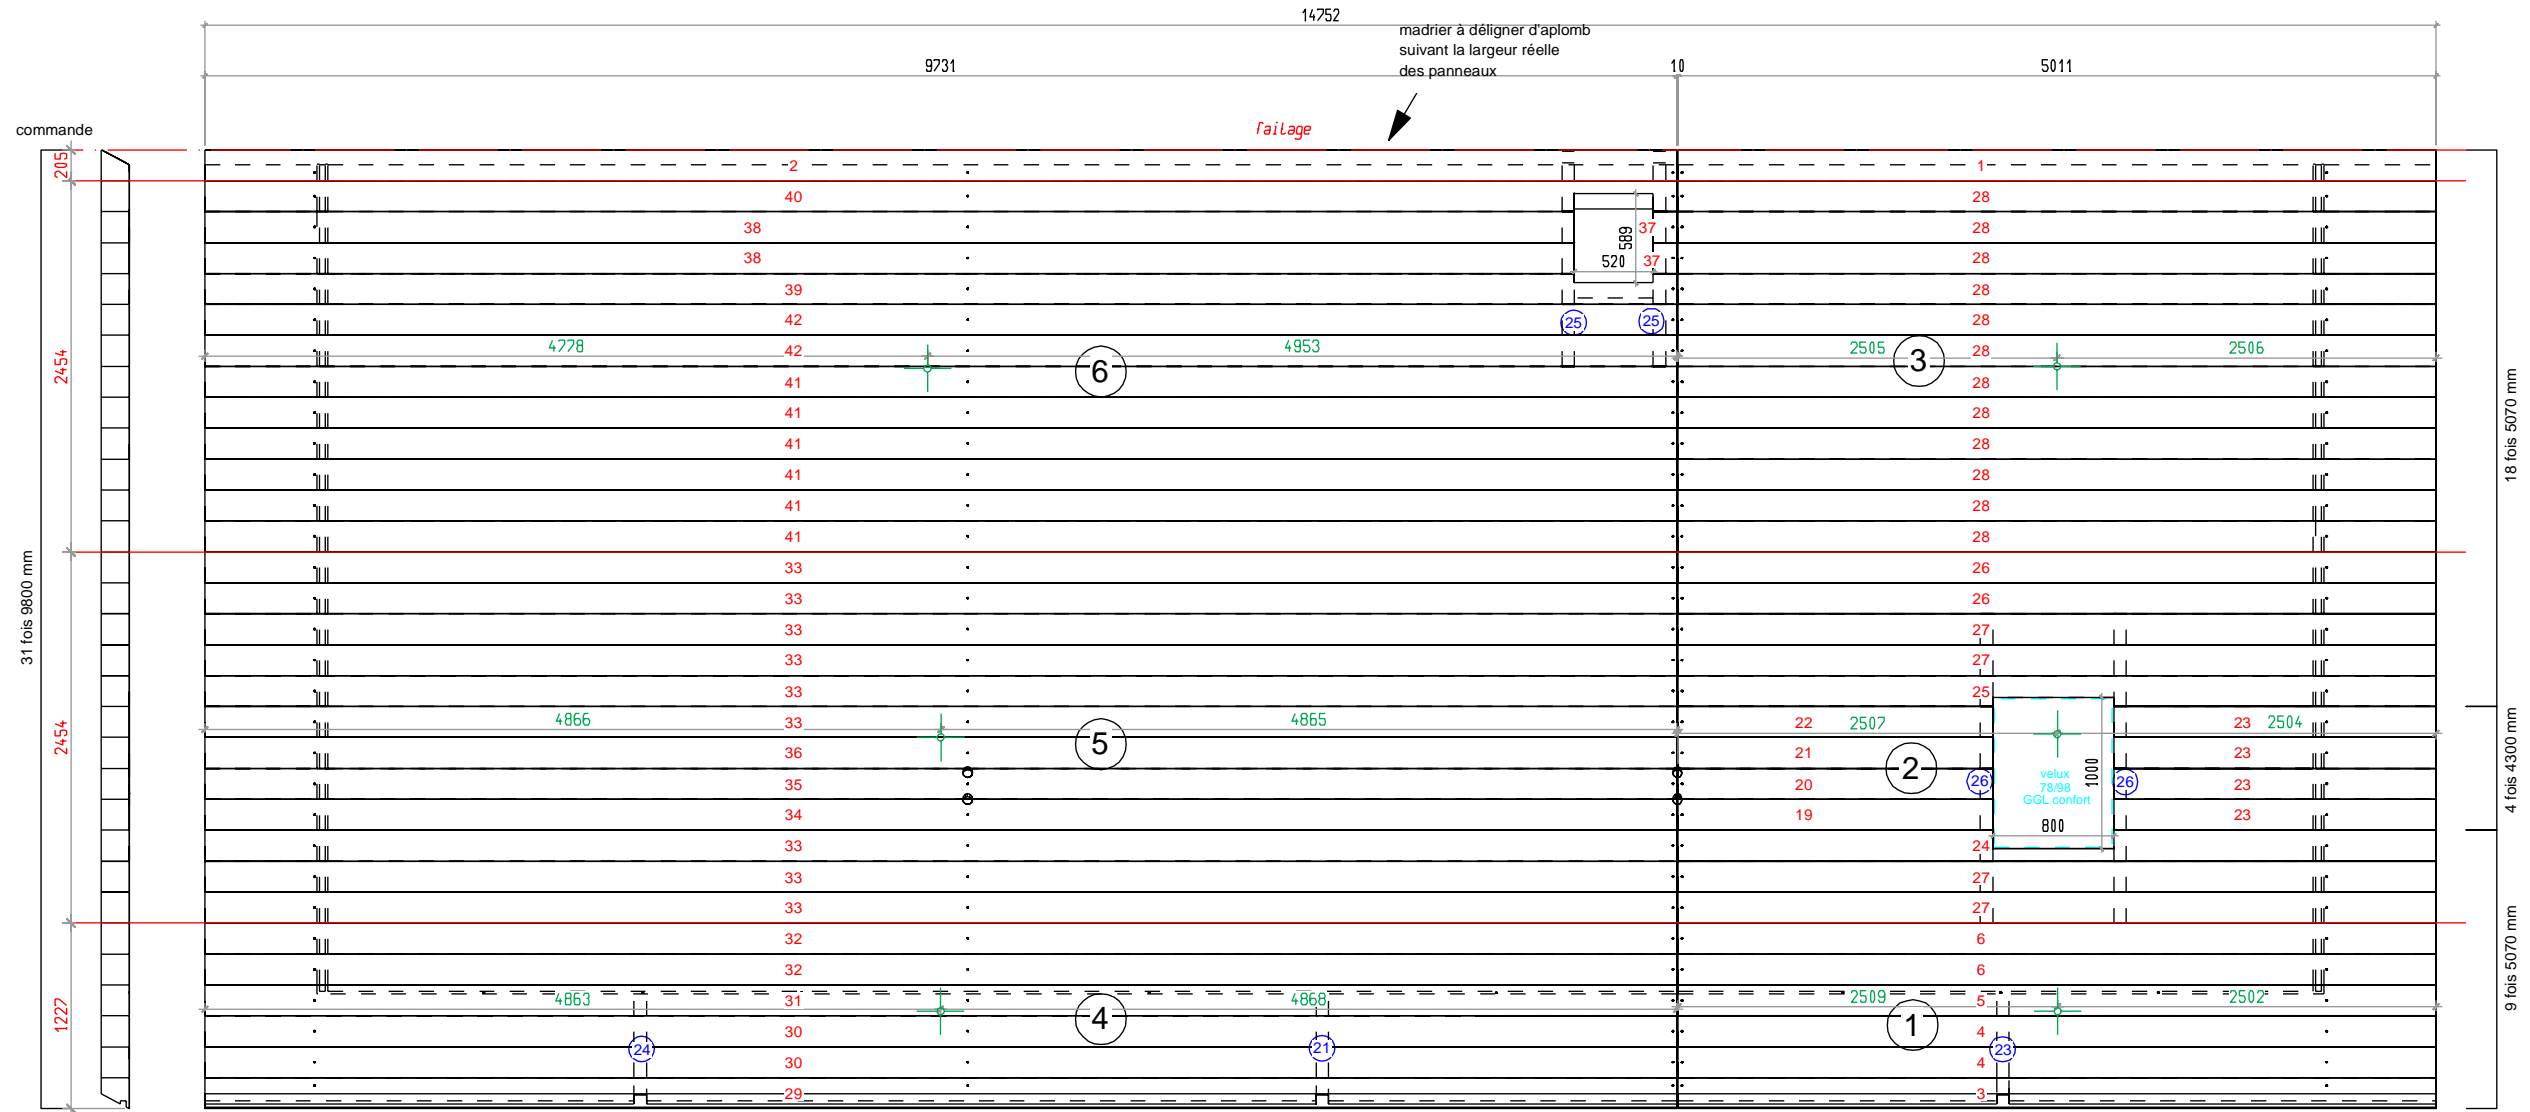 14752
madrier à déligner d'aplomb
suivant la largeur réelle
des panneaux
9731 10 5011
commande
failage
205
2 1
40 28
38 37 28
589
38 520 37 28
39 28
42 25 25 28
4778 42 4953 2505 28 2506
6 3
2454
41 28
41 28
41 28
41 28
41 28
41 28
18 fois 5070 mm
33 26
33 26
31 fois 9800 mm
33 27
33 27
33 25
4866 33 4865 22 2507 23 2504
2454
5
36 21 23
2
1000
4 fois 4300 mm
35 20 26 velux 26 23
78/98
GGL confort
34 19 800 23
33 24
33 27
33 27
32 6
32 6
9 fois 5070 mm
4863 31 4868 2509 5 2502
1227
4 1
30 4
24 21 23
30 4
29 3